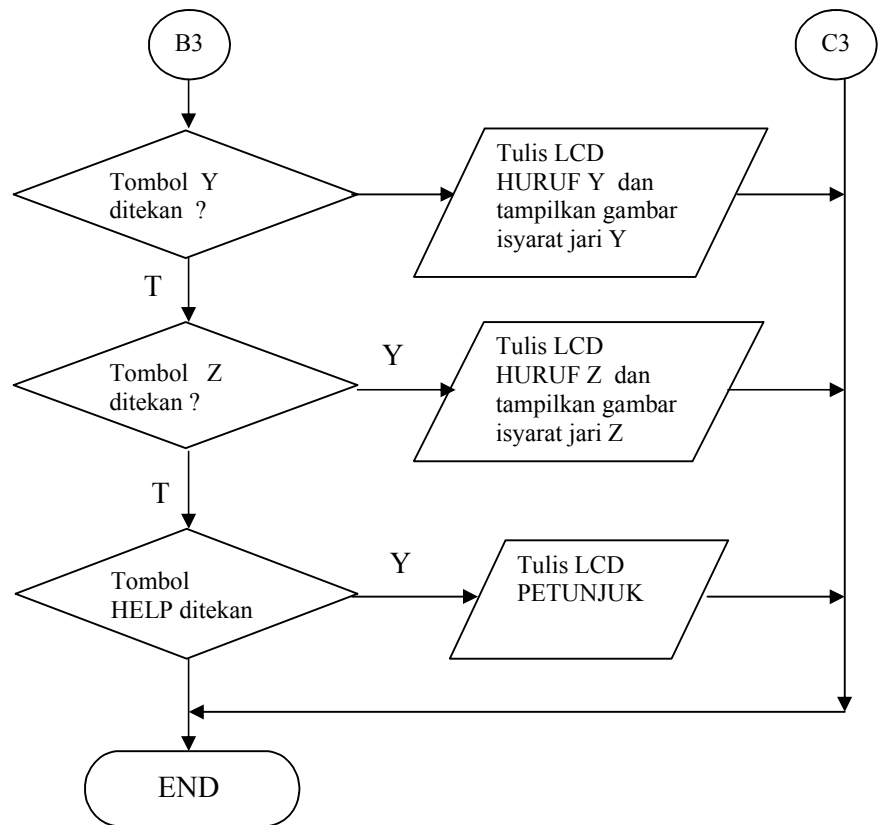 B3
C3
Tombol Y
ditekan ?
Tulis LCD
HURUF Y dan
tampilkan gambar
isyarat jari Y
T
Tombol Z
ditekan ?
Y
Tulis LCD
HURUF Z dan
tampilkan gambar
isyarat jari Z
T
Tombol
HELP ditekan
Y
Tulis LCD
PETUNJUK
END